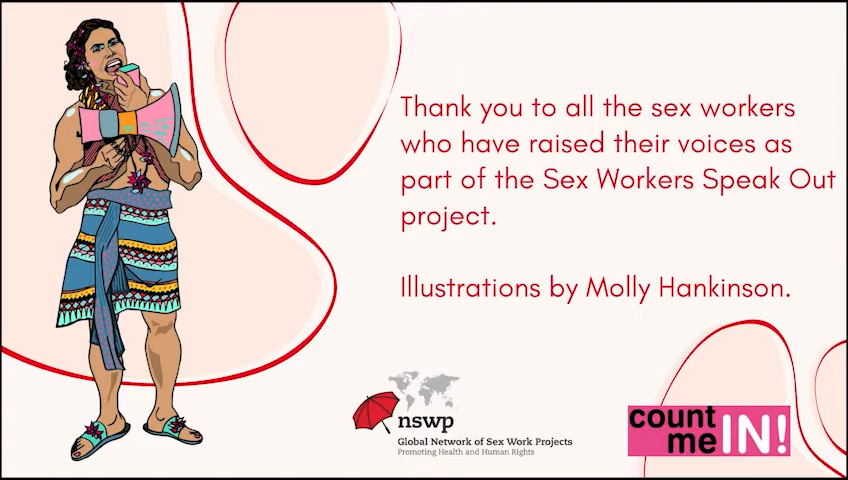 Thank you to all the sex workers
who have raised their voices as
part of the Sex Workers Speak Out
project.
Illustrations by Molly Hankinson.
nswp
Global Network of Sex Work Projects
Promoting Health and Human Rights
count
me IN!